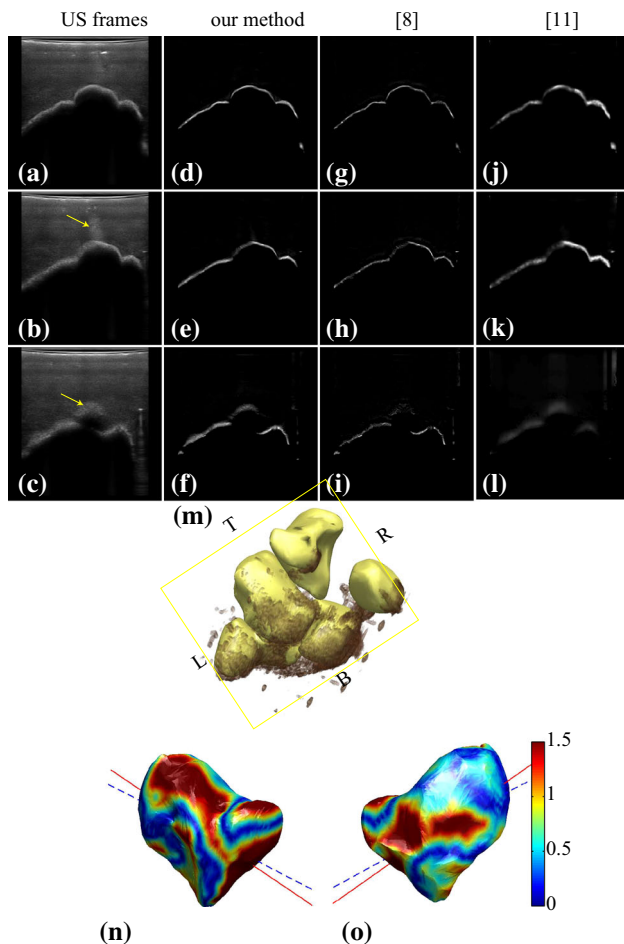 US frames our method [8] [11]
(a) (d) (g) (j)
(b) (e) (h) (k)
(c) (f) (i) (l)
(m) T R
L B
1.5
1
0.5
0
(n) (o)